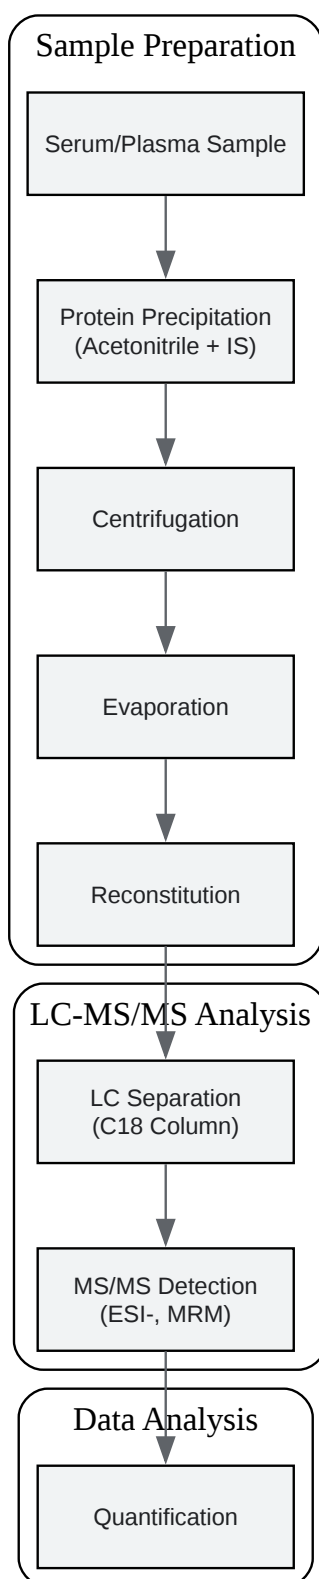 Sample Preparation
Serum/Plasma Sample
Protein Precipitation
(Acetonitrile + IS)
Centrifugation
Evaporation
Reconstitution
LC-MS/MS Analysis
LC Separation
(C18 Column)
MS/MS Detection
(ESI-, MRM)
Data Analysis
Quantification